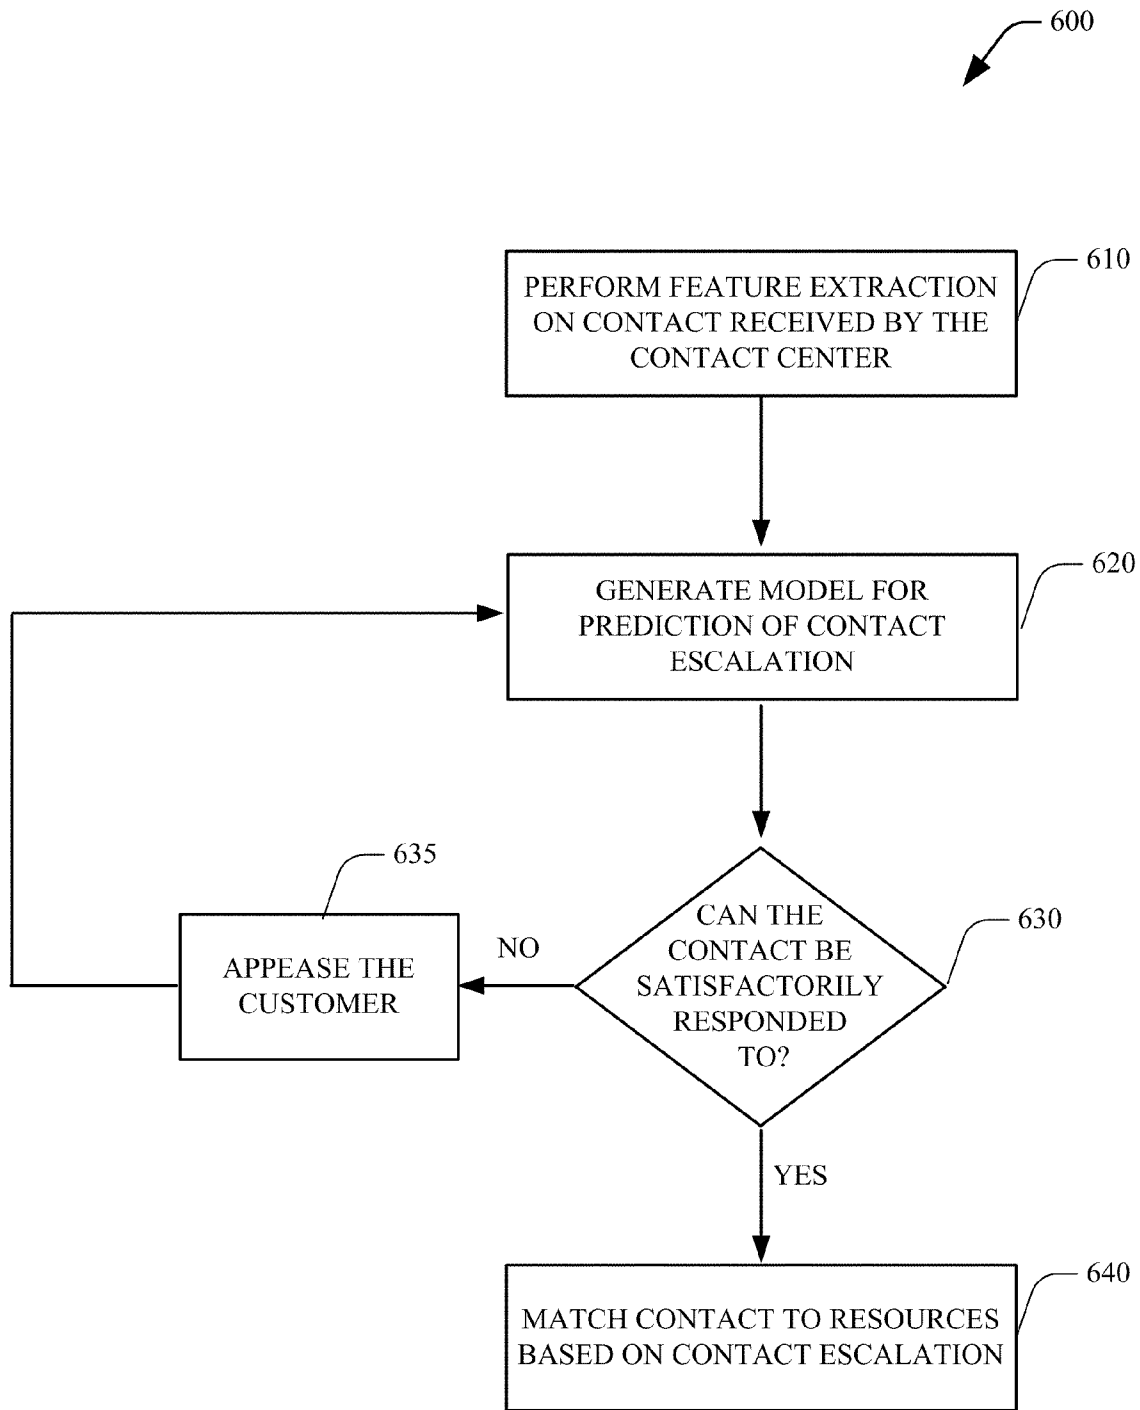 600
610
PERFORM FEATURE EXTRACTION
ON CONTACT RECEIVED BY THE
CONTACT CENTER
620
GENERATE MODEL FOR
PREDICTION OF CONTACT
ESCALATION
635
APPEASE THE
CUSTOMER
NO
630
CAN THE
CONTACT BE
SATISFACTORILY
RESPONDED
TO?
YES
640
MATCH CONTACT TO RESOURCES
BASED ON CONTACT ESCALATION